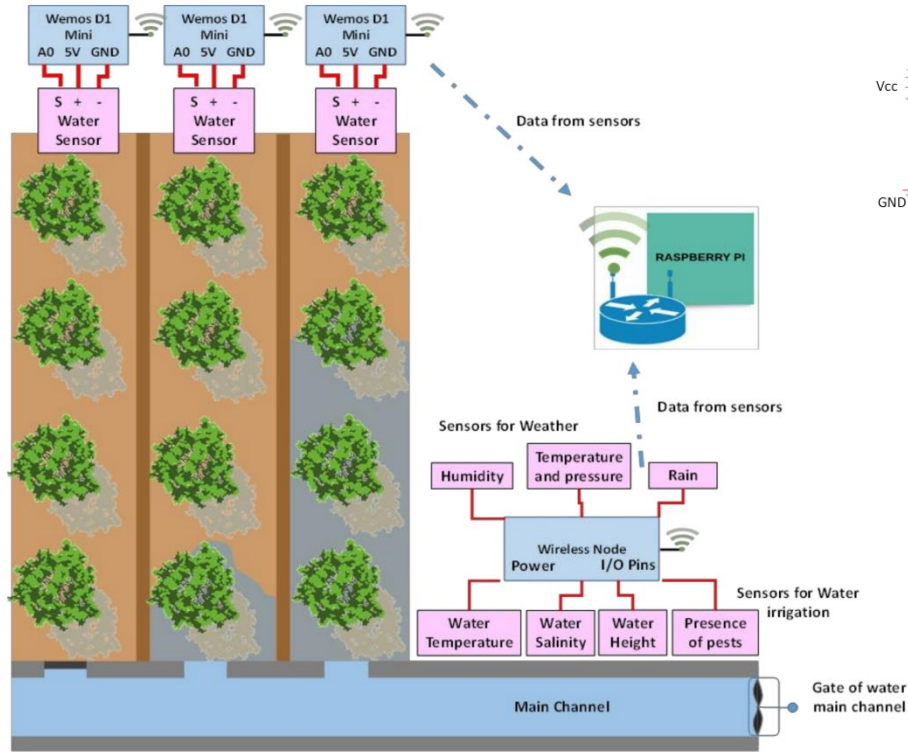 Wemos D1
Mini
A0 5V GND
Wemos D1
Mini
A0 5V GND
Wemos D1
Mini
A0 5V GND
S + -
Water
Sensor
S + -
Water
Sensor
S + -
Water
Sensor
Data from sensors
Vcc
GND
RASPBERRY PI
Data from sensors
Sensors for Weather
Humidity
Temperature
and pressure
Rain
Wireless Node
Power I/O Pins
Sensors for Water
irrigation
Water
Temperature
Water
Salinity
Water
Height
Presence
of pests
Main Channel
Gate of water
main channel